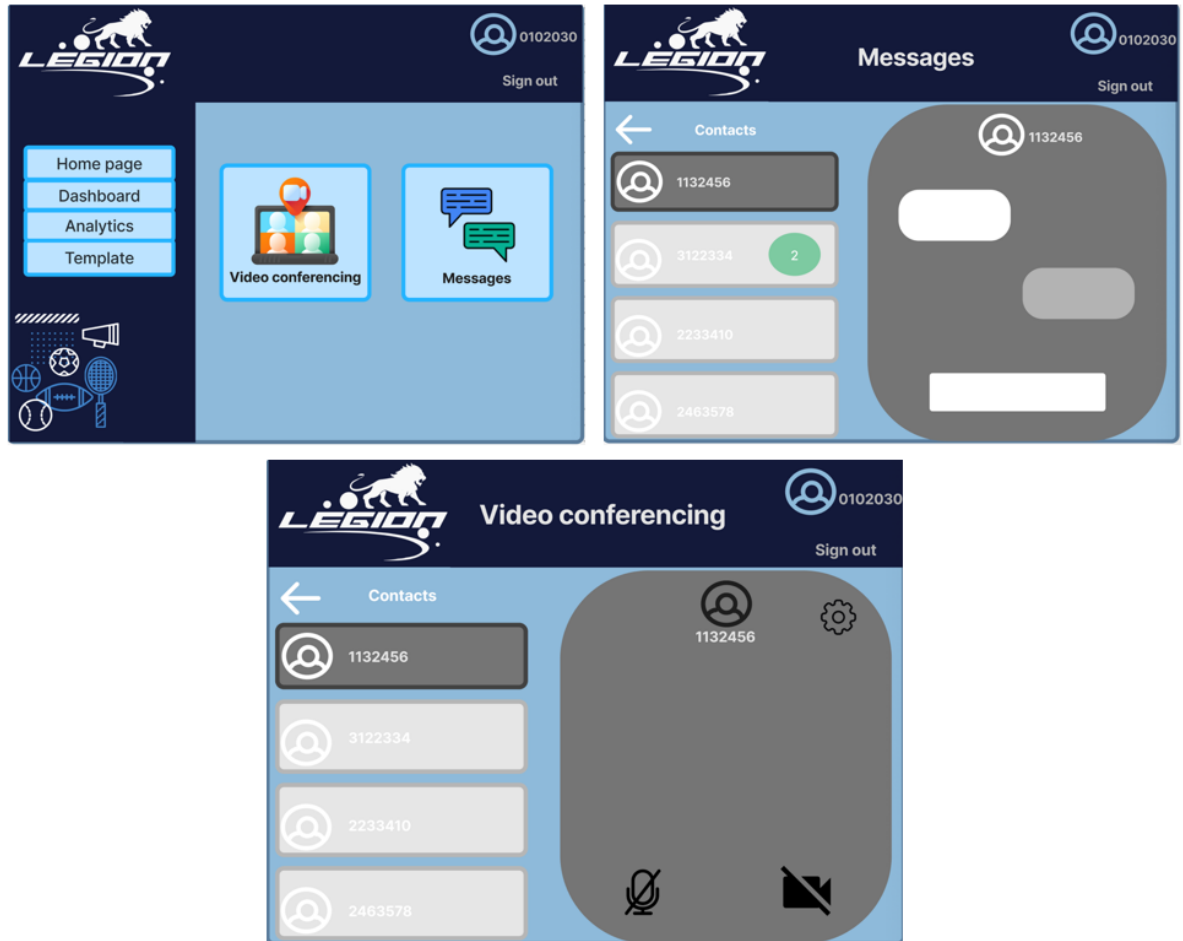 LEGION
0102030
Sign out
Home page
Dashboard
Analytics
Template
Video conferencing
Messages
LEGION
Messages
0102030
Sign out
Contacts
1132456
3122334
2
2233410
2463578
1132456
LEGION
Video conferencing
0102030
Sign out
Contacts
1132456
3122334
2233410
2463578
1132456